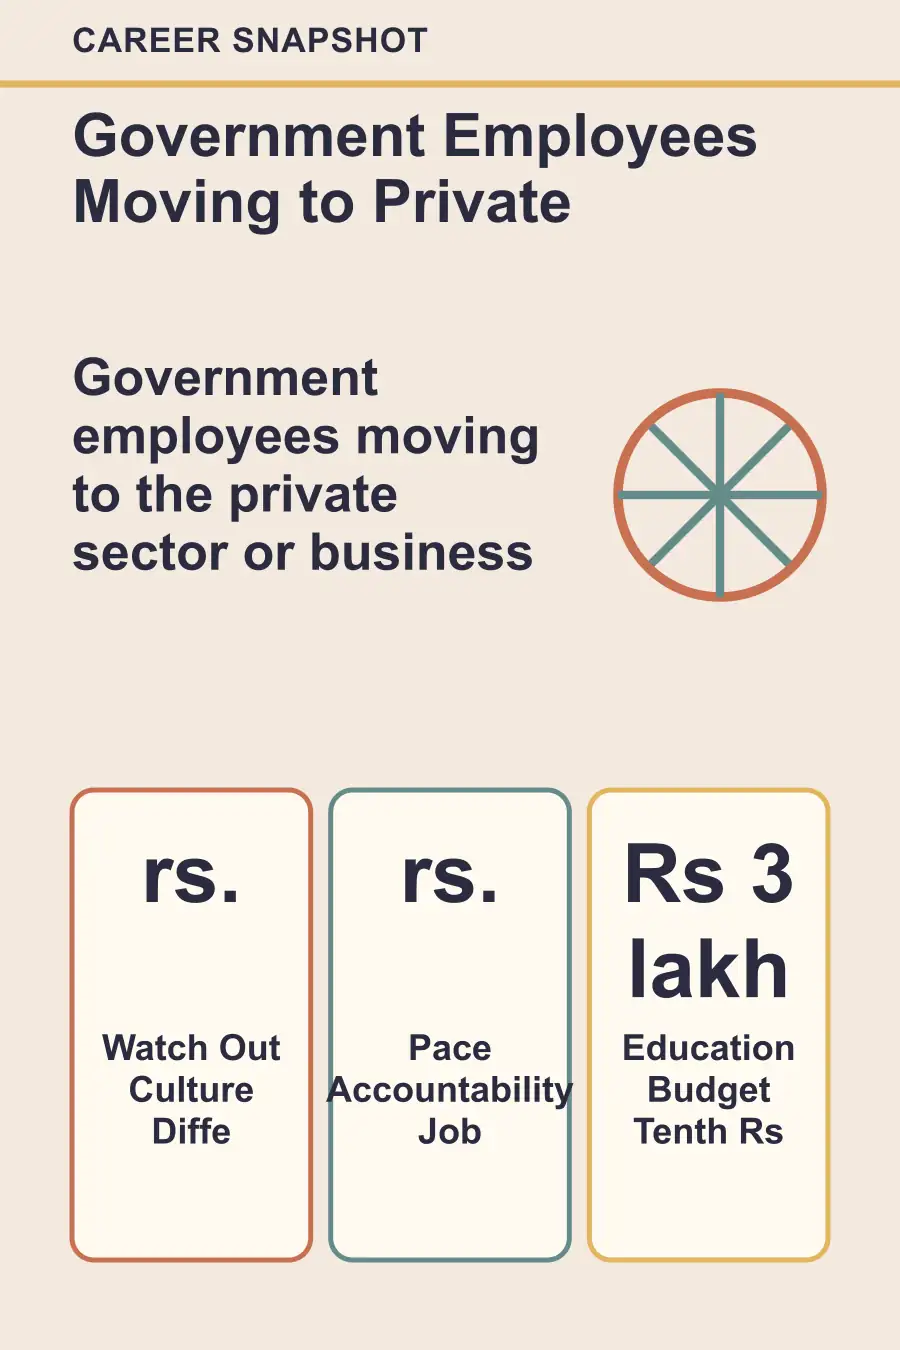 CAREER SNAPSHOT
Government Employees
Moving to Private
Government
employees moving
to the private
sector or business
rs.
Watch Out
Culture
Diffe
rs.
Pace
Accountability
Job
Rs 3
lakh
Education
Budget
Tenth Rs